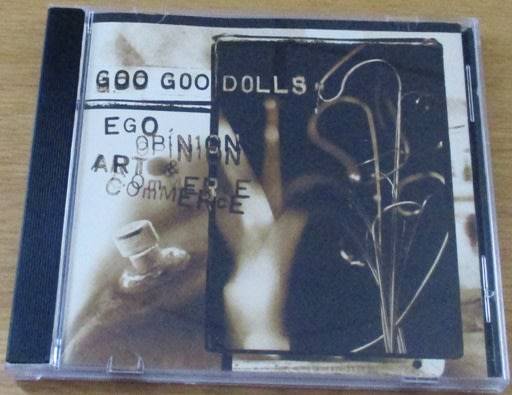 GOO GOO DOLLS
EGO,
OPINION
ART &
COMMERCE